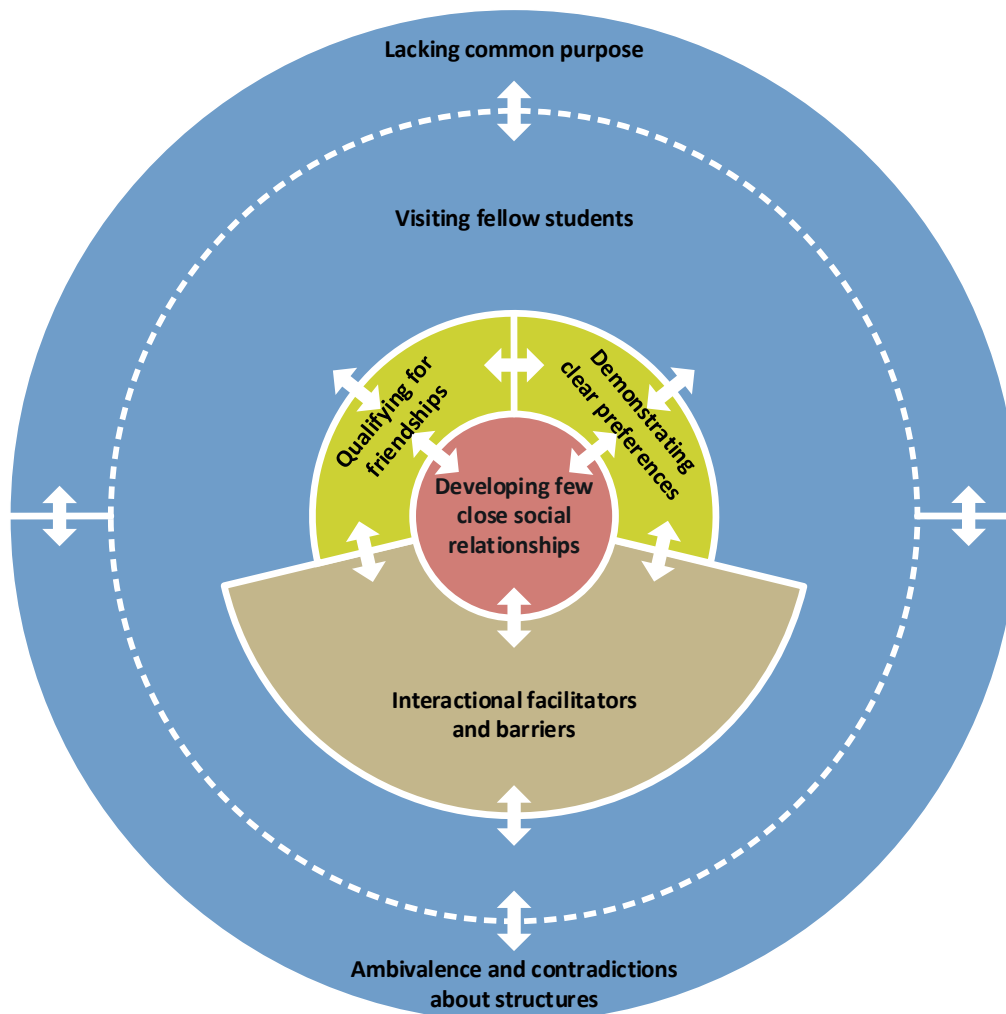 Lacking common purpose
Visiting fellow students
Qualifying for
friendships
Demonstrating
clear preferences
Developing few
close social
relationships
Interactional facilitators
and barriers
Ambivalence and contradictions
about structures